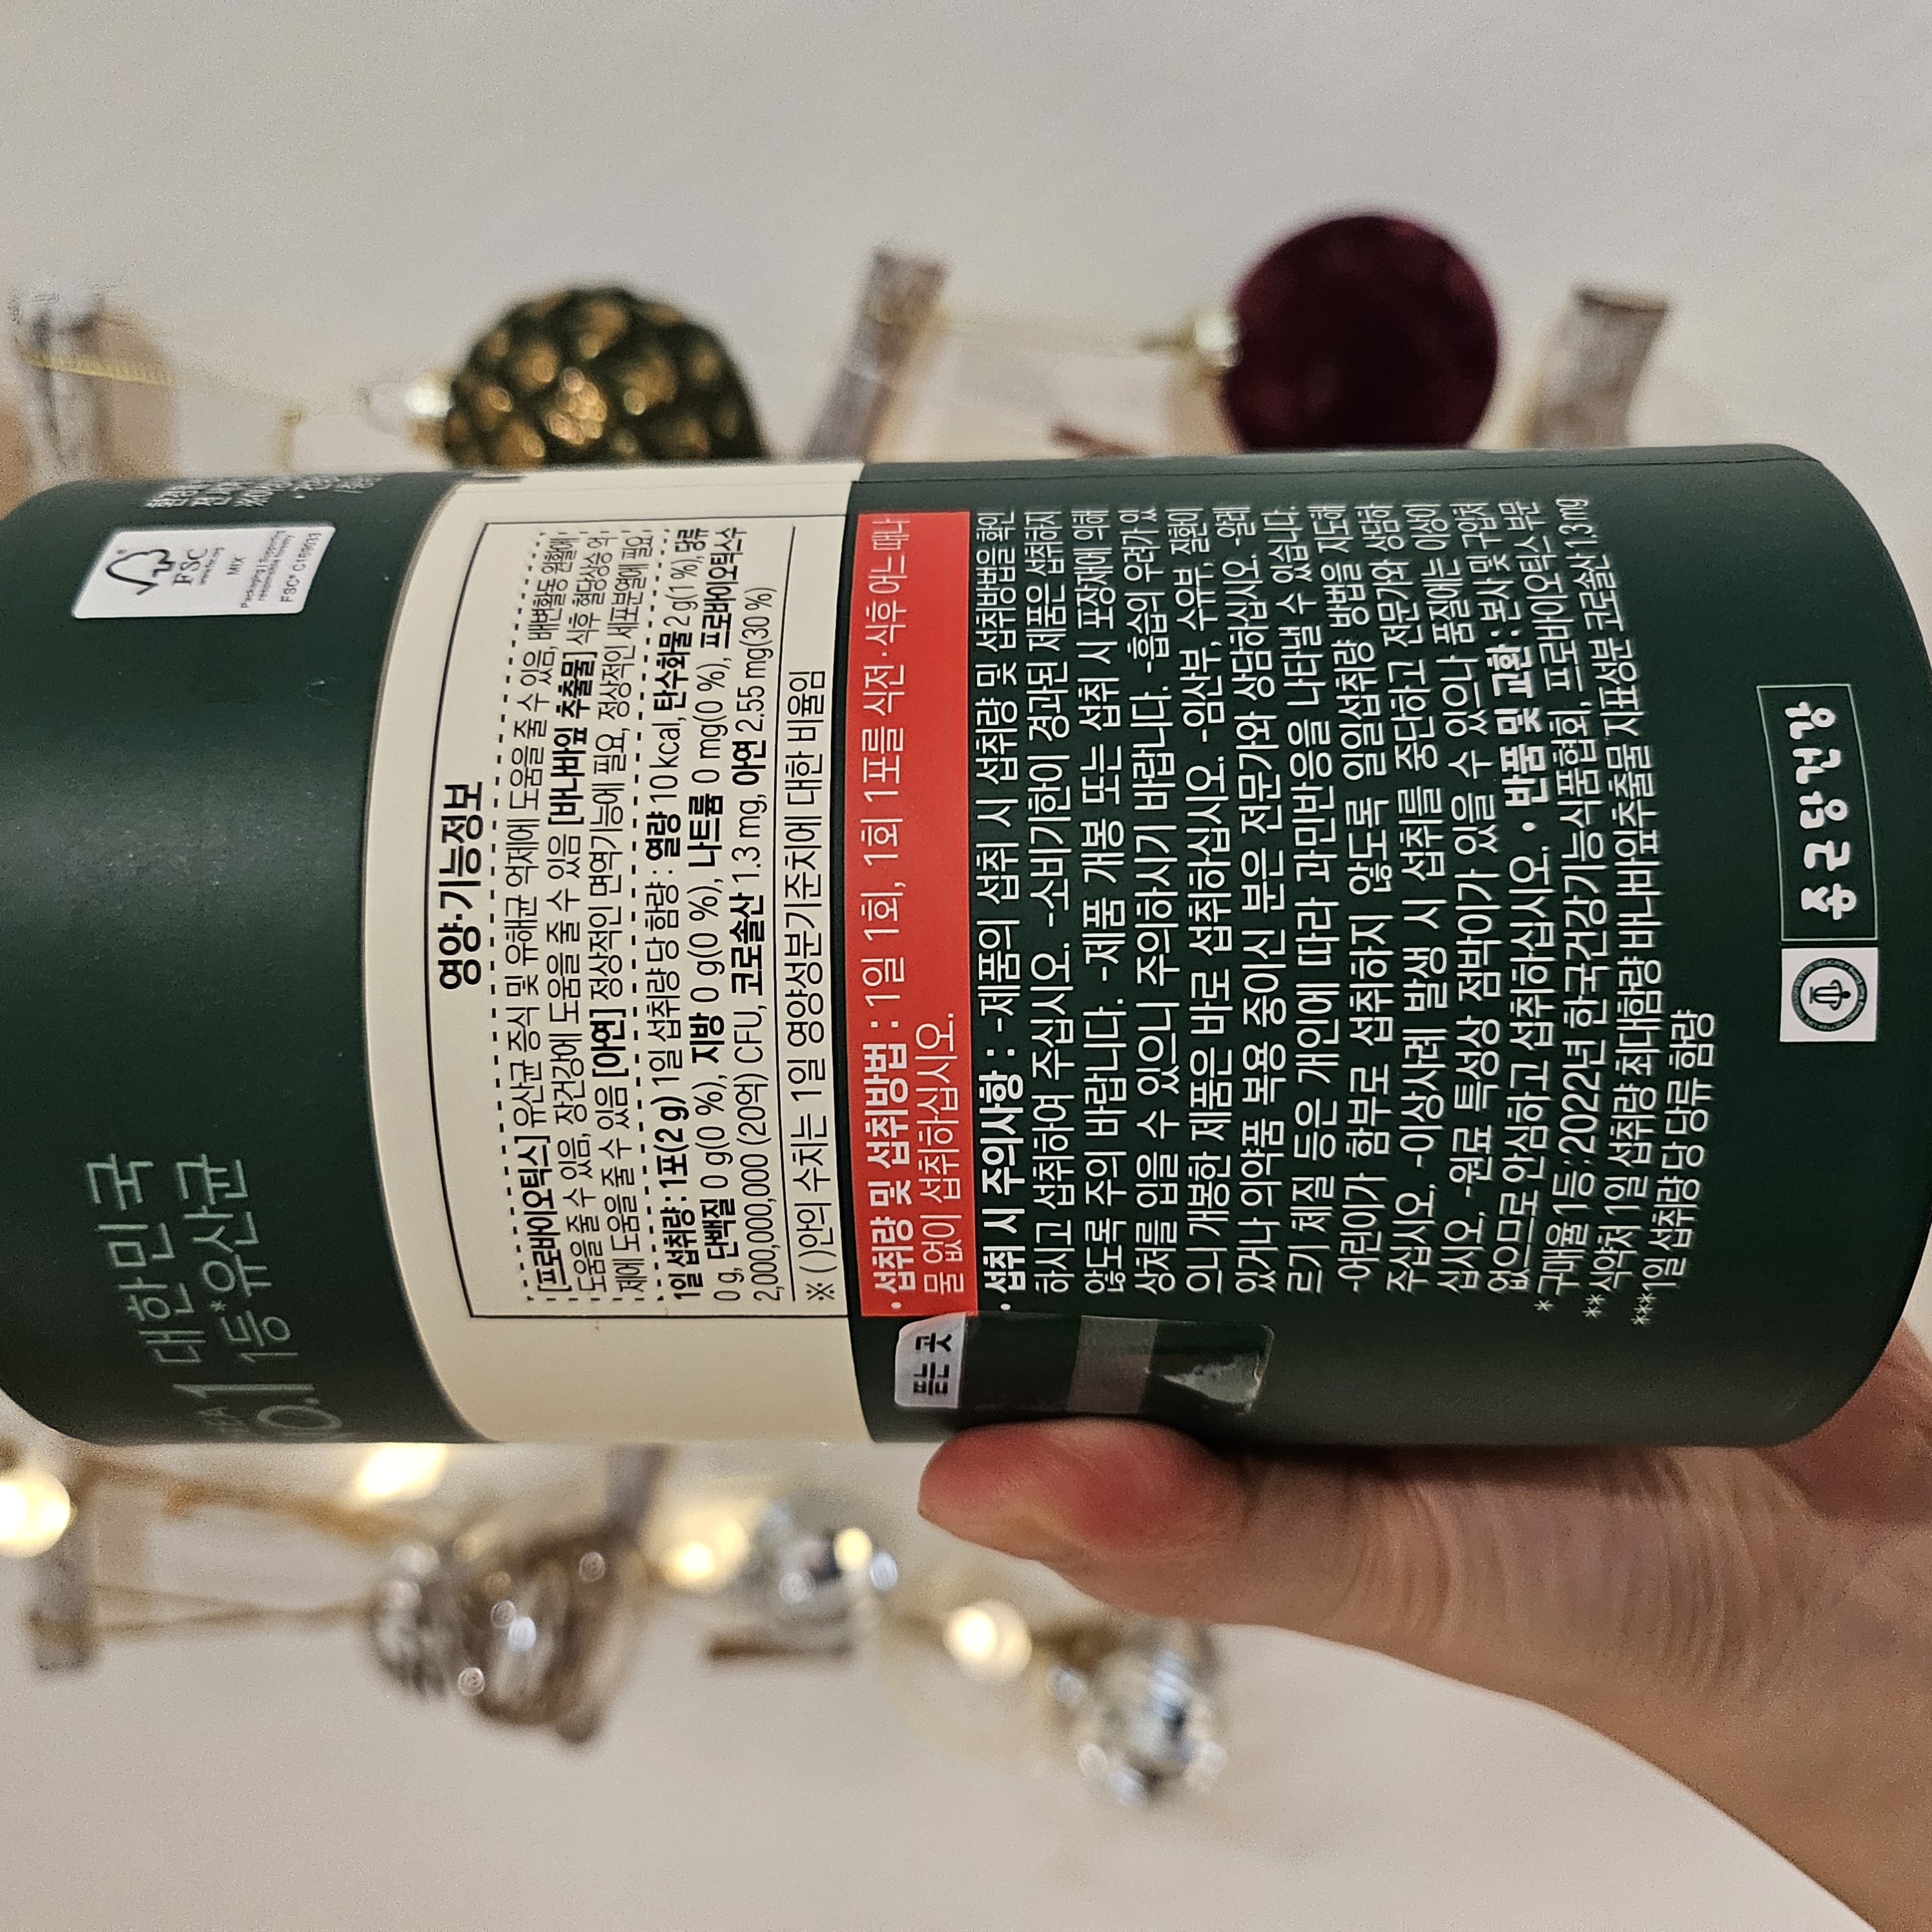 대한민국
1 1등*유산균
FSC
MIX
Packaging | Supporting
responsible forestry
FSC® C159033
영양·기능정보
[프로바이오틱스] 유산균 증식 및 유해균 억제에 도움을 줄 수 있음, 배변활동 원활에
도움을 줄 수 있음, 장건강에 도움을 줄 수 있음 [바나바잎 추출물] 식후 혈당상승 억
제에 도움을 줄 수 있음 [아연] 정상적인 면역기능에 필요, 정상적인 세포분열에 필요
1일 섭취량 : 1포(2 g) 1일 섭취량 당 함량 : 열량 10 kcal, 탄수화물 2 g(1 %), 당류
0 g, 단백질 0 g(0 %), 지방 0 g(0 %), 나트륨 0 mg(0 %), 프로바이오틱스수
2,000,000,000 (20억) CFU, 코로솔산 1.3 mg, 아연 2.55 mg(30 %)
※ ( )안의 수치는 1일 영양성분기준치에 대한 비율임
• 섭취량 및 섭취방법 : 1일 1회, 1회 1포를 식전·식후 어느 때나
물 없이 섭취하십시오.
• 섭취 시 주의사항 : -제품의 섭취 시 섭취량 및 섭취방법을 확인
하시고 섭취하여 주십시오. -소비기한이 경과된 제품은 섭취하지
않도록 주의 바랍니다. -제품 개봉 또는 섭취 시 포장재에 의해
상처를 입을 수 있으니 주의하시기 바랍니다. -흡습의 우려가 있
으니 개봉한 제품은 바로 섭취하십시오. -임산부, 수유부, 질환이
있거나 의약품 복용 중이신 분은 전문가와 상담하십시오. -알레
르기 체질 등은 개인에 따라 과민반응을 나타낼 수 있습니다.
-어린이가 함부로 섭취하지 않도록 일일섭취량 방법을 지도해
주십시오. -이상사례 발생 시 섭취를 중단하고 전문가와 상담하
십시오. -원료 특성상 점박이가 있을 수 있으나 품질에는 이상이
없으므로 안심하고 섭취하십시오. • 반품 및 교환 : 본사 및 구입처
* 구매율 1등;2022년 한국건강기능식품협회, 프로바이오틱스 부문
** 식약처 1일 섭취량 최대함량 바나바잎추출물 지표성분 코로솔산 1.3mg
***1일 섭취량 당 당류 함량
뜯는 곳
종근당건강